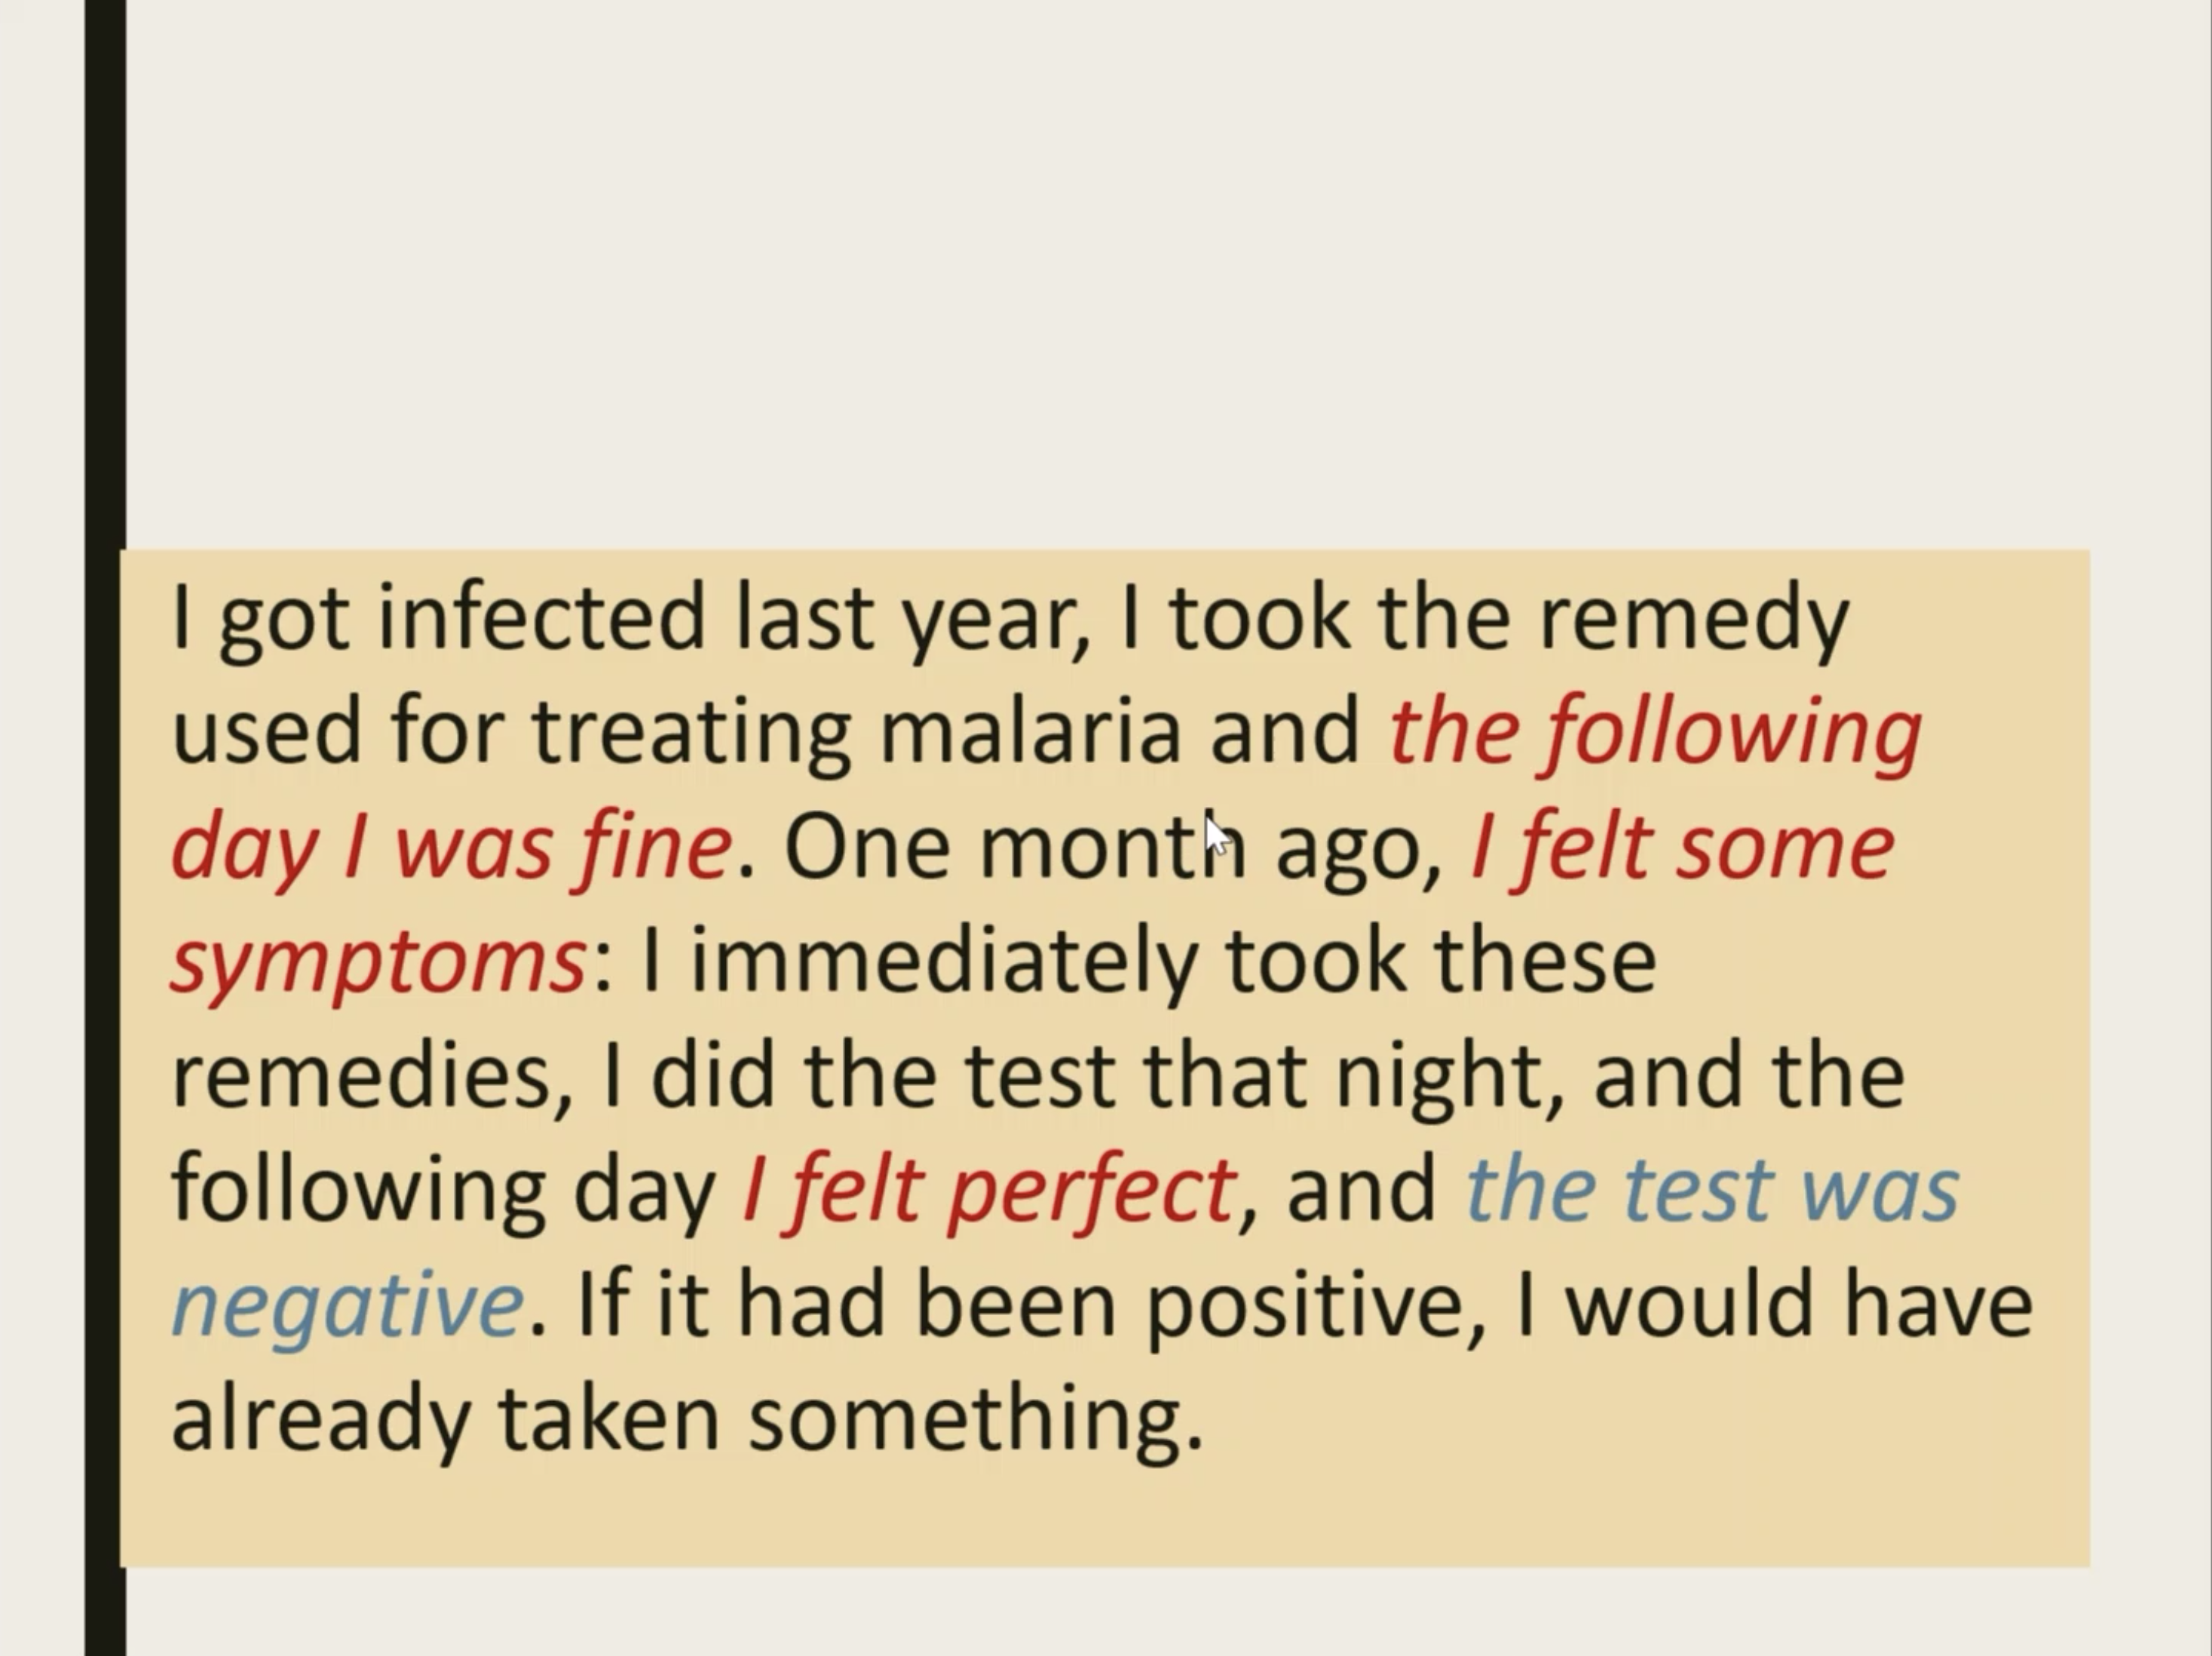 I got infected last year, I took the remedy
used for treating malaria and the following
day I was fine. One month ago, I felt some
symptoms: I immediately took these
remedies, I did the test that night, and the
following day I felt perfect, and the test was
negative. If it had been positive, I would have
already taken something.